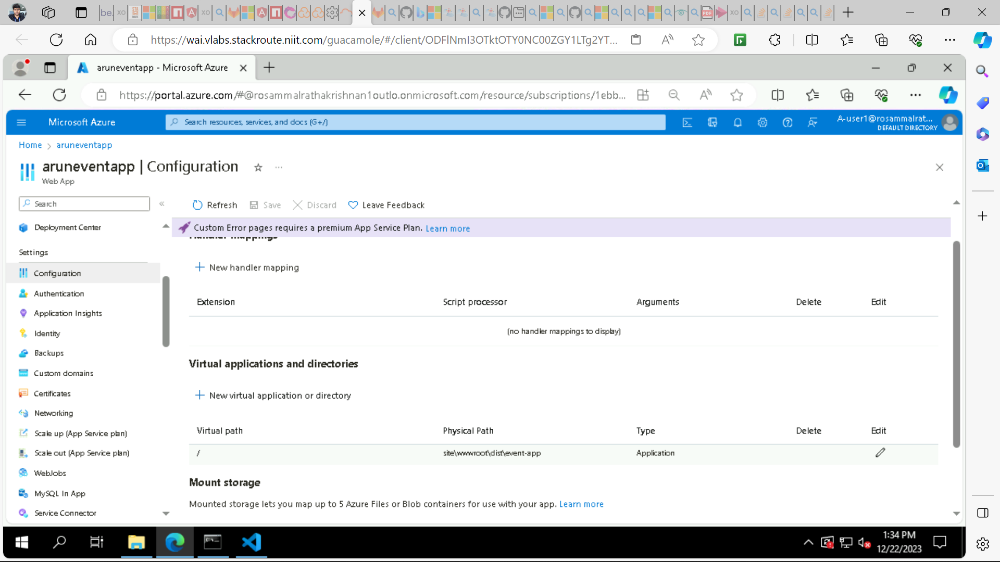 be.
https://wai.vlabs.stackroute.niit.com/guacamole/#/client/ODFlNmI3OTktOTY0NC00ZGY1LTg2YT...
aruneventapp - Microsoft Azure
https://portal.azure.com/#@rosammalrathakrishnan1outlo.onmicrosoft.com/resource/subscriptions/1ebb...
Microsoft Azure
Search resources, services, and docs (G+/)
A-user1@rosammalrat...
DEFAULT DIRECTORY
Home > aruneventapp
aruneventapp | Configuration
Web App
Search
Refresh Save Discard Leave Feedback
Custom Error pages requires a premium App Service Plan. Learn more
Deployment Center
Settings
Configuration
Authentication
Application Insights
Identity
Backups
Custom domains
Certificates
Networking
Scale up (App Service plan)
Scale out (App Service plan)
WebJobs
MySQL In App
Service Connector
Handler mappings
New handler mapping
Extension Script processor Arguments Delete Edit
(no handler mappings to display)
Virtual applications and directories
New virtual application or directory
Virtual path Physical Path Type Delete Edit
/ site\wwwroot\dist\event-app Application
Mount storage
Mounted storage lets you map up to 5 Azure Files or Blob containers for use with your app. Learn more
1:34 PM
12/22/2023